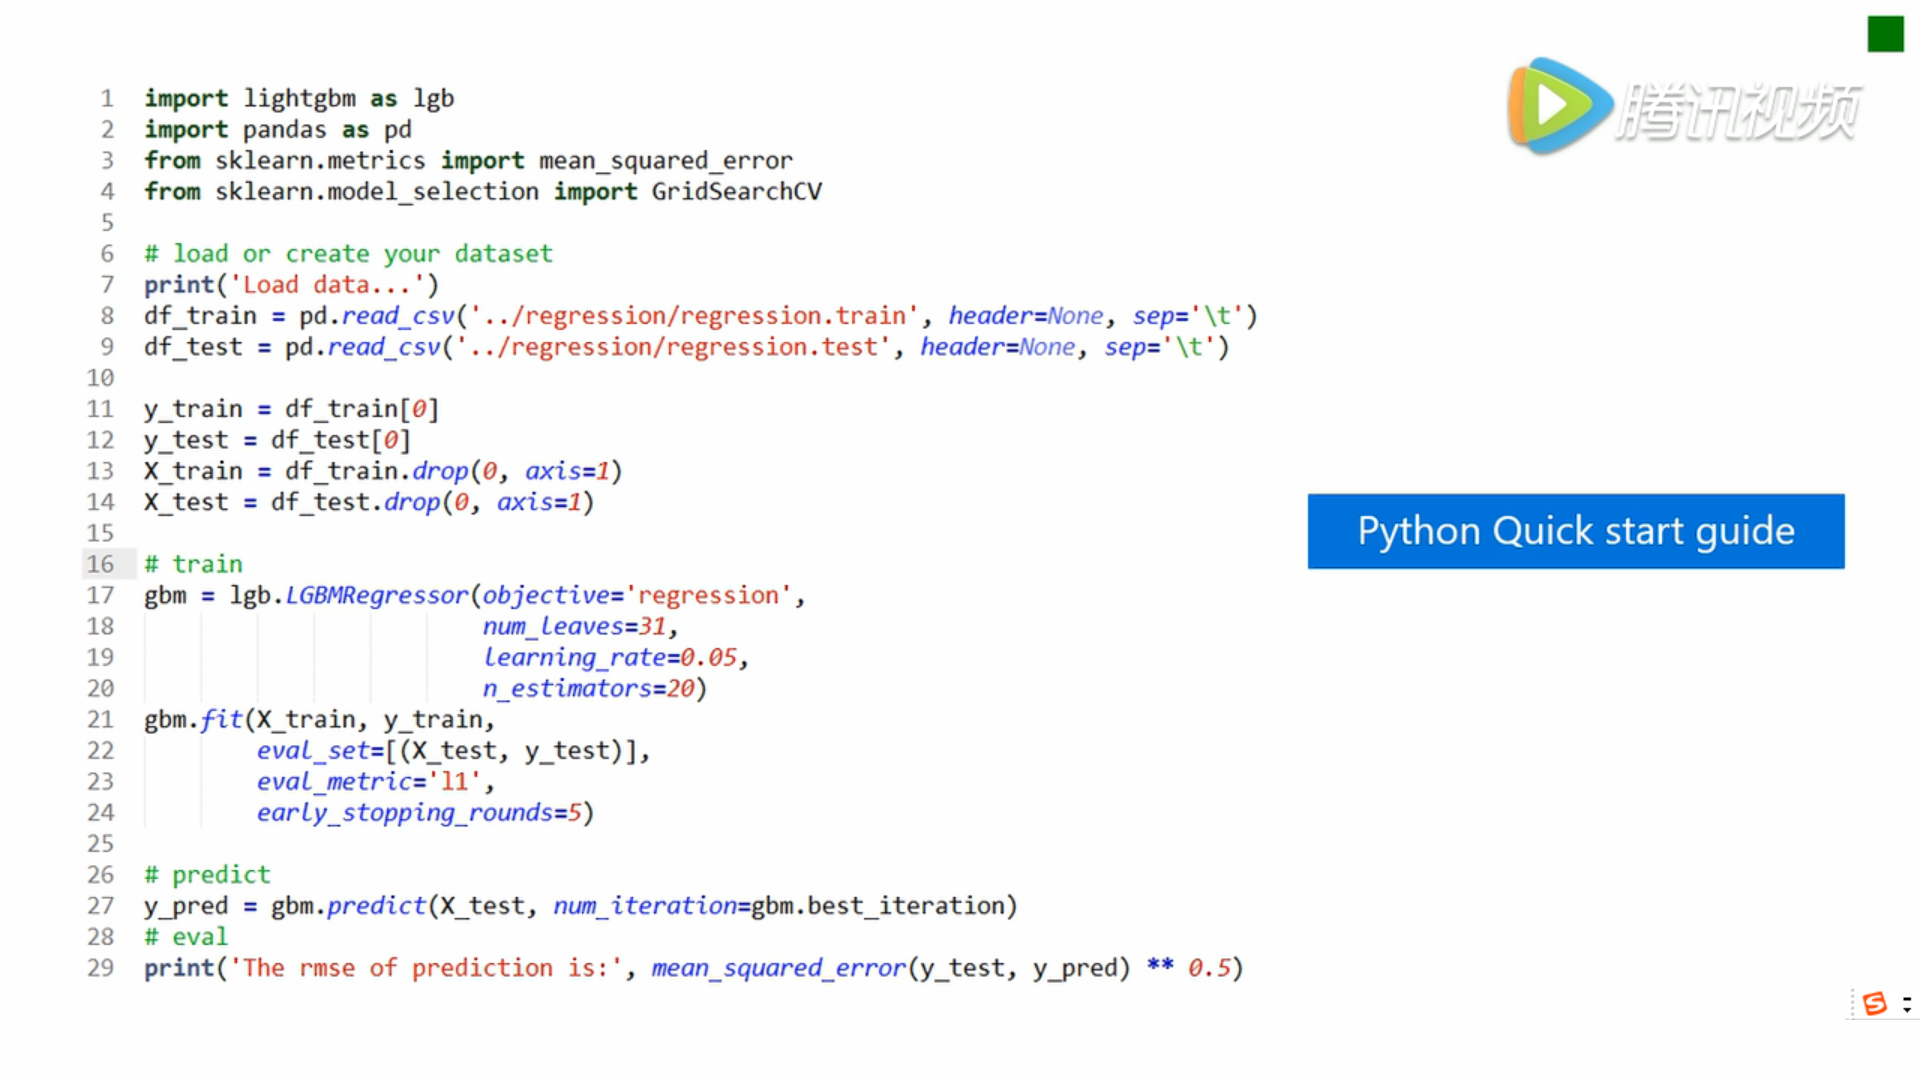 腾讯视频
1 import lightgbm as lgb
2 import pandas as pd
3 from sklearn.metrics import mean_squared_error
4 from sklearn.model_selection import GridSearchCV
5
6 # load or create your dataset
7 print('Load data...')
8 df_train = pd.read_csv('../regression/regression.train', header=None, sep='\t')
9 df_test = pd.read_csv('../regression/regression.test', header=None, sep='\t')
10
11 y_train = df_train[0]
12 y_test = df_test[0]
13 X_train = df_train.drop(0, axis=1)
14 X_test = df_test.drop(0, axis=1)
15
16 # train
17 gbm = lgb.LGBMRegressor(objective='regression',
18                         num_leaves=31,
19                         learning_rate=0.05,
20                         n_estimators=20)
21 gbm.fit(X_train, y_train,
22         eval_set=[(X_test, y_test)],
23         eval_metric='l1',
24         early_stopping_rounds=5)
25
26 # predict
27 y_pred = gbm.predict(X_test, num_iteration=gbm.best_iteration)
28 # eval
29 print('The rmse of prediction is:', mean_squared_error(y_test, y_pred) ** 0.5)
Python Quick start guide
S